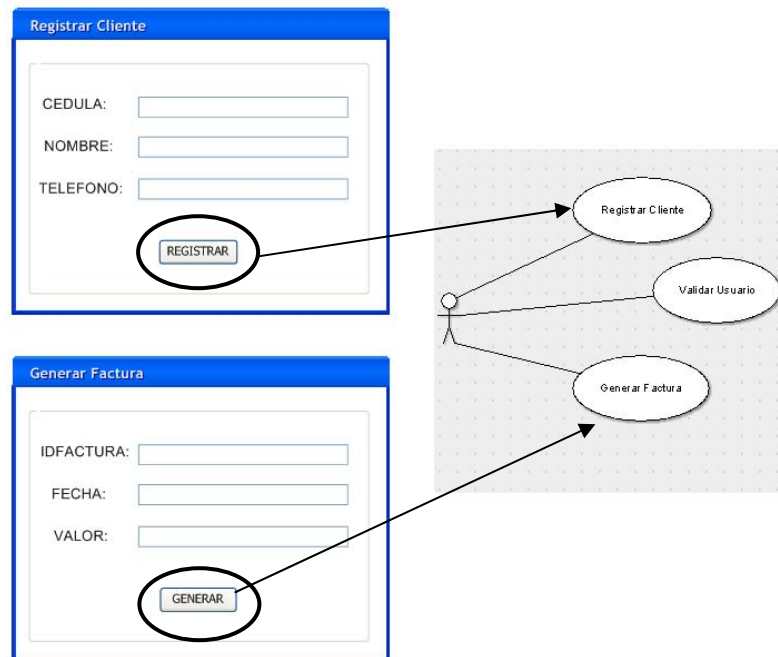 Registrar Cliente
CEDULA:
NOMBRE:
TELEFONO:
REGISTRAR
Generar Factura
IDFACTURA:
FECHA:
VALOR:
GENERAR
Registrar Cliente
Validar Usuario
Generar Factura